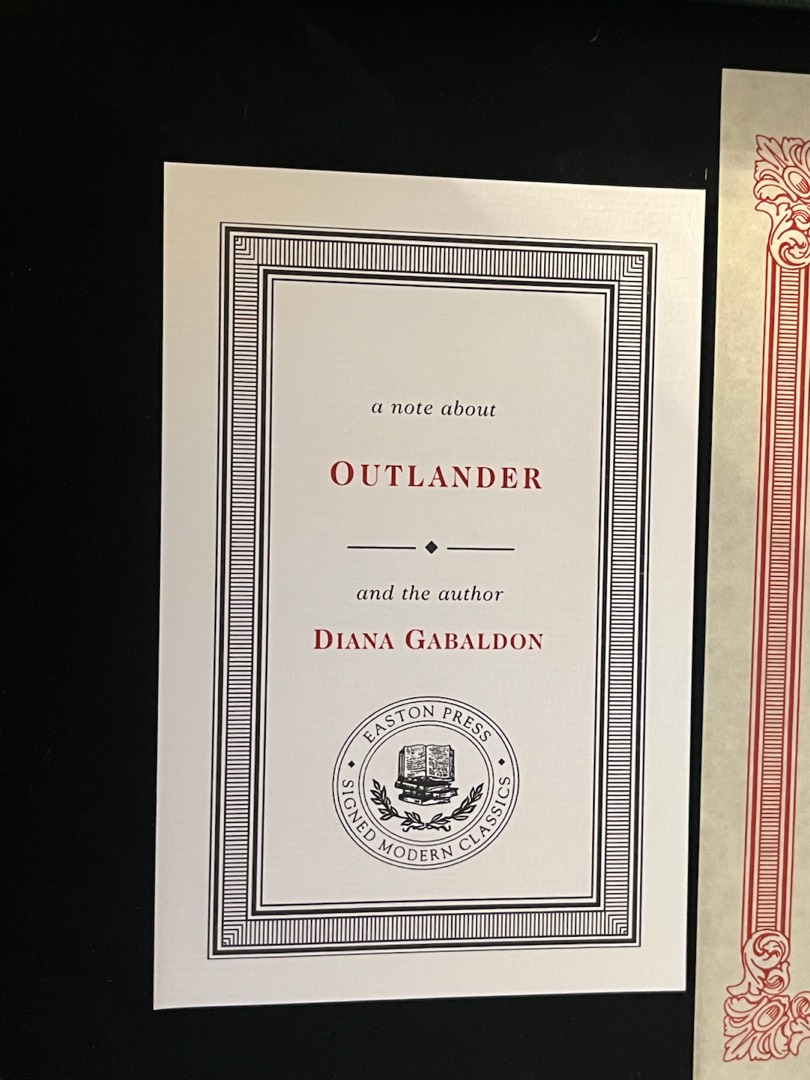 a note about
OUTLANDER
and the author
DIANA GABALDON
EASTON PRESS
SIGNED MODERN CLASSICS